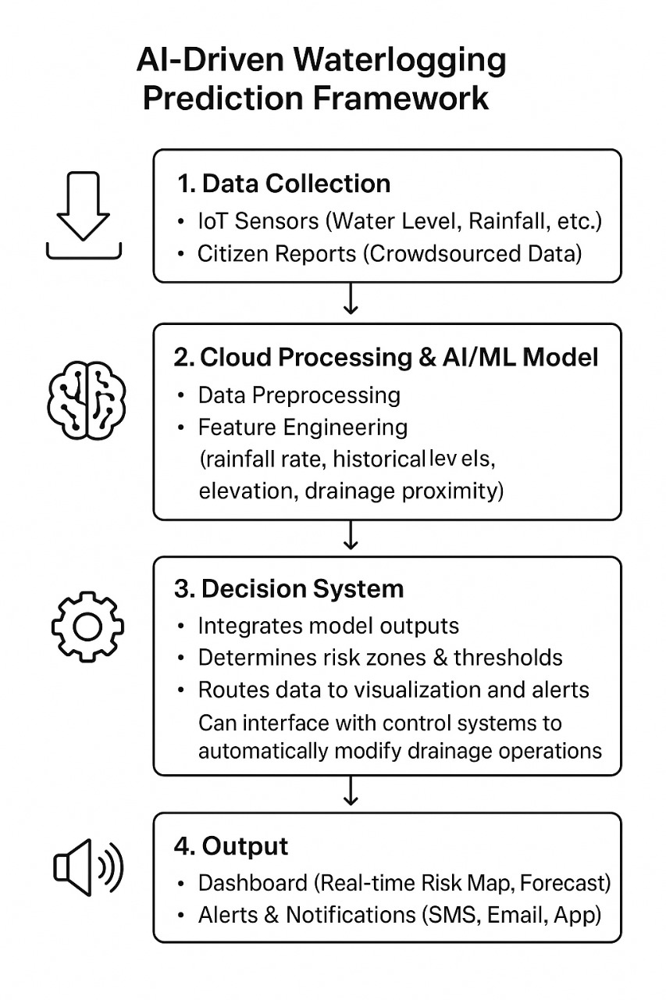 AI-Driven Waterlogging
Prediction Framework
1. Data Collection
• IoT Sensors (Water Level, Rainfall, etc.)
• Citizen Reports (Crowdsourced Data)
2. Cloud Processing & AI/ML Model
• Data Preprocessing
• Feature Engineering
(rainfall rate, historical lev els,
elevation, drainage proximity)
3. Decision System
• Integrates model outputs
• Determines risk zones & thresholds
• Routes data to visualization and alerts
Can interface with control systems to
automatically modify drainage operations
4. Output
• Dashboard (Real-time Risk Map, Forecast)
• Alerts & Notifications (SMS, Email, App)